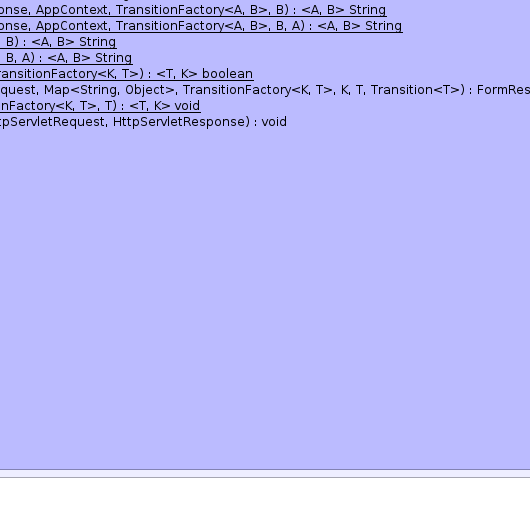 onse, AppContext, TransitionFactory<A, B>, B) : <A, B> String
onse, AppContext, TransitionFactory<A, B>, B, A) : <A, B> String
, B) : <A, B> String
, B, A) : <A, B> String
ransitionFactory<K, T>) : <T, K> boolean
quest, Map<String, Object>, TransitionFactory<K, T>, K, T, Transition<T>) : FormRes
nFactory<K, T>, T) : <T, K> void
tpServletRequest, HttpServletResponse) : void